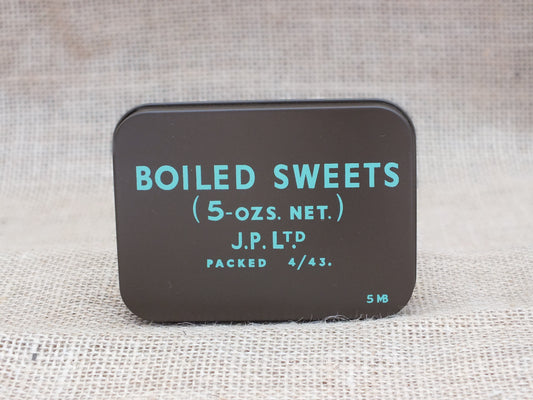 BOILED SWEETS
(5-OZS. NET.)
J.P. LTD.
PACKED 4/43.
5 MB